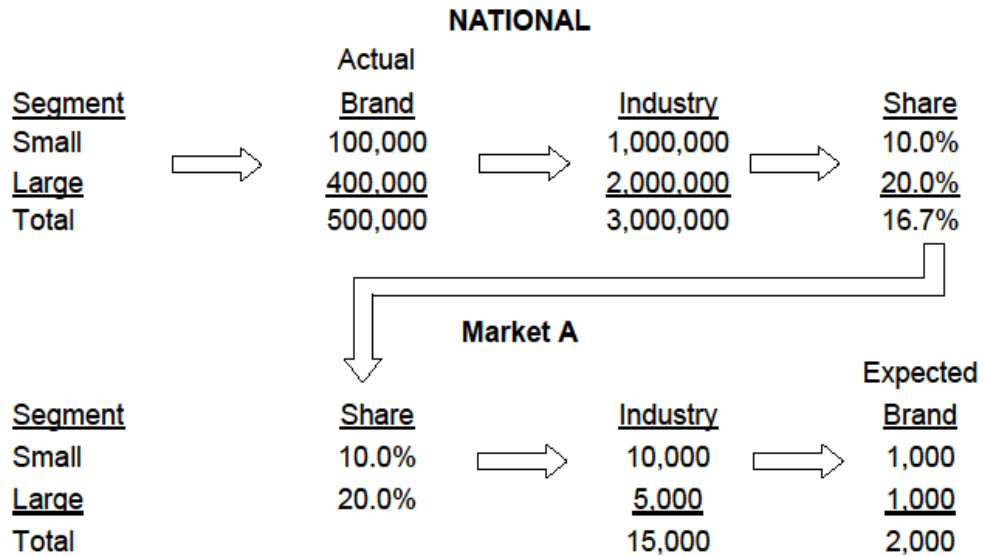 NATIONAL
Actual
Segment Brand Industry Share
Small 100,000 1,000,000 10.0%
Large 400,000 2,000,000 20.0%
Total 500,000 3,000,000 16.7%
Market A
Expected
Segment Share Industry Brand
Small 10.0% 10,000 1,000
Large 20.0% 5,000 1,000
Total 15,000 2,000